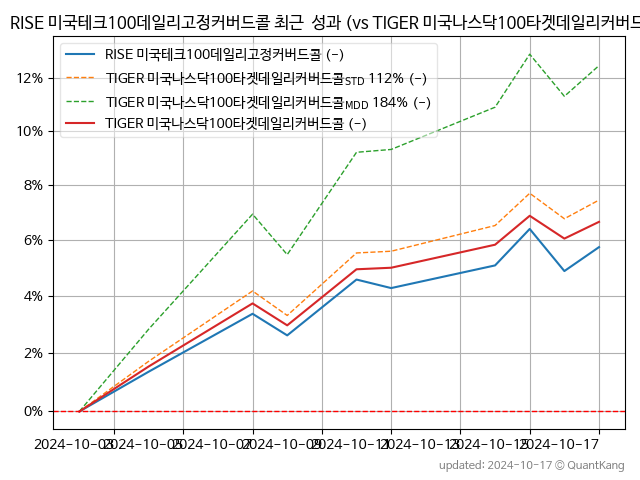 RISE 미국테크100데일리고정커버드콜 최근 성과 (vs TIGER 미국나스닥100타겟데일리커버드
RISE 미국테크100데일리고정커버드콜 (-)
TIGER 미국나스닥100타겟데일리커버드콜STD 112% (-)
TIGER 미국나스닥100타겟데일리커버드콜MDD 184% (-)
TIGER 미국나스닥100타겟데일리커버드콜 (-)
12%
10%
8%
6%
4%
2%
0%
2024-10-03 2024-10-05 2024-10-07 2024-10-09 2024-10-11 2024-10-13 2024-10-15 2024-10-17
updated: 2024-10-17 © QuantKang